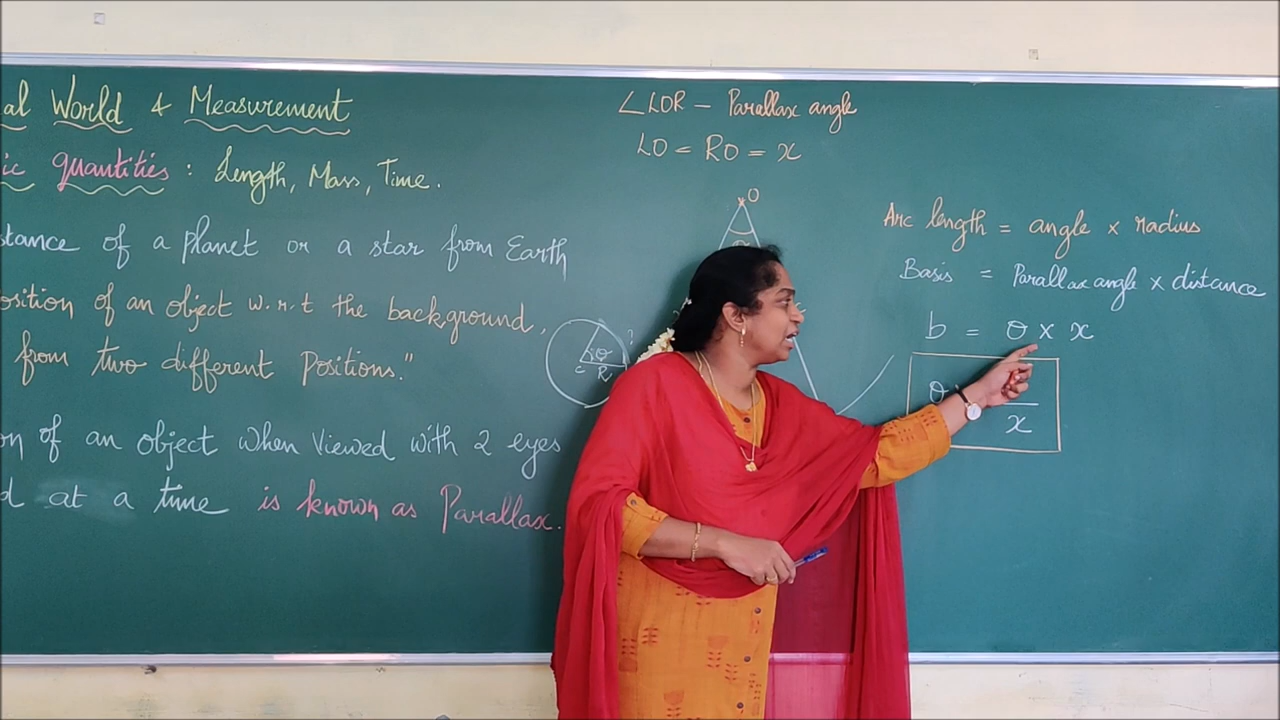 al World & Measurement
ic quantities : Length, Mass, Time.
stance of a planet or a star from Earth
osition of an object w.r.t the background,
from two different Positions."
on of an object when viewed with 2 eyes
d at a time is known as Parallax.
∠LOR - Parallax angle
LO = RO = x
O
θ
C R
Arc length = angle × radius
Basis = Parallax angle × distance
b = θ × x
θ
x